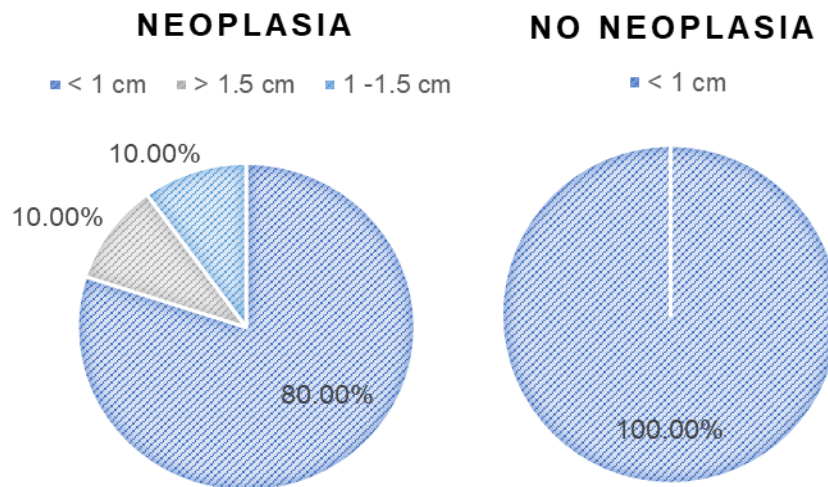 NEOPLASIA
< 1 cm > 1.5 cm 1 -1.5 cm
10.00%
10.00%
80.00%
NO NEOPLASIA
< 1 cm
100.00%